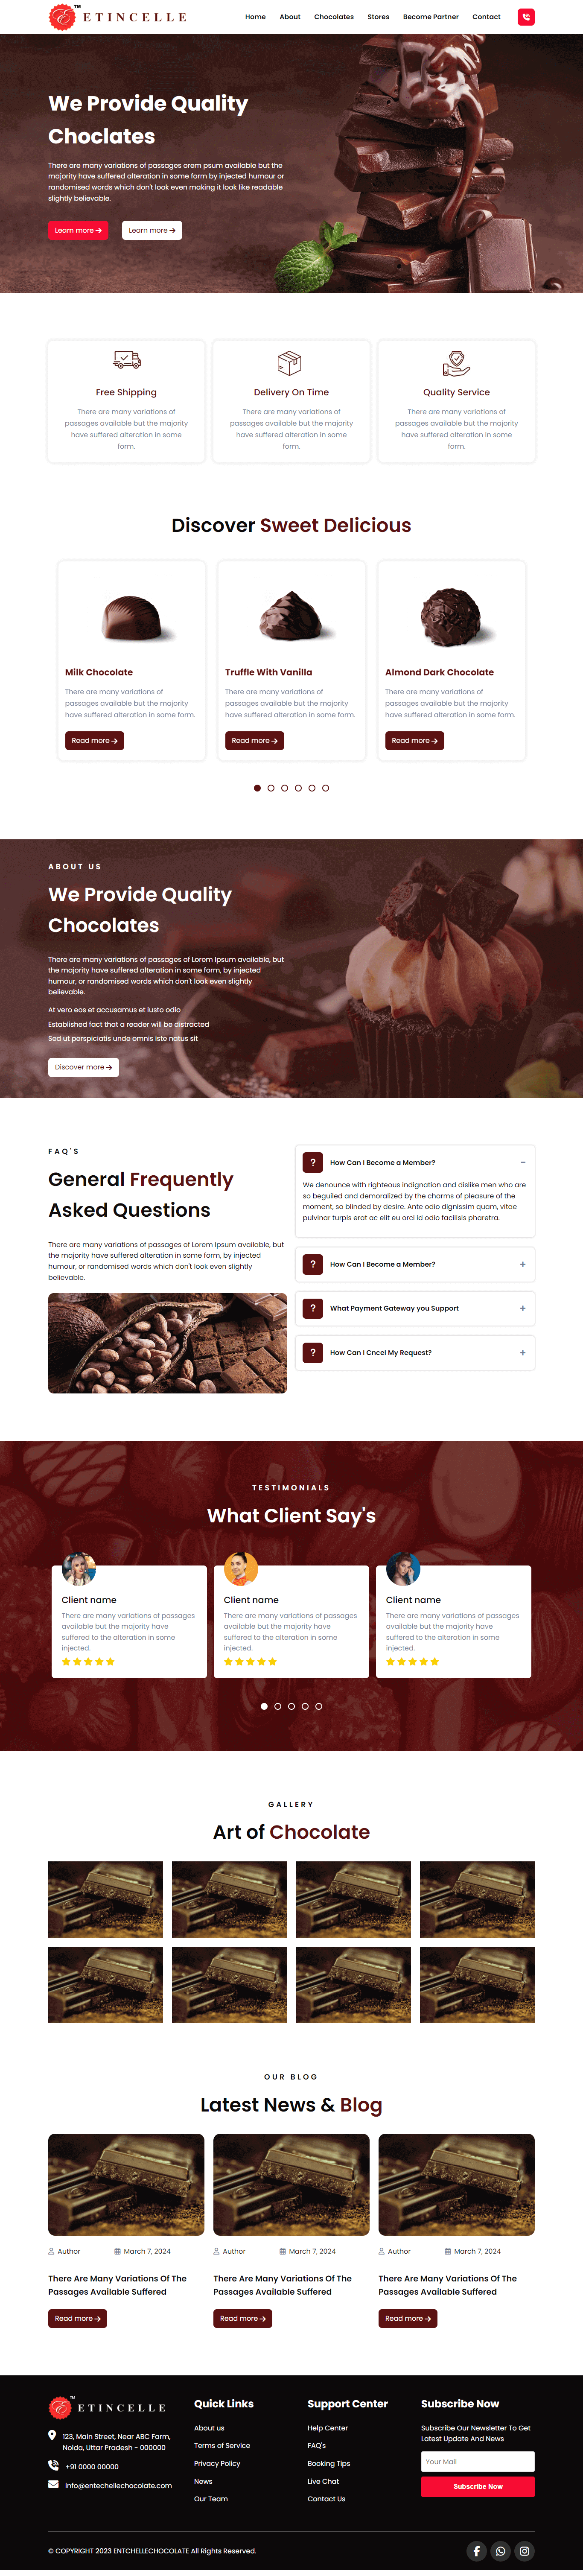 ETINCELLE TM
Home About Chocolates Stores Become Partner Contact
We Provide Quality
Choclates
There are many variations of passages orem psum available but the
majority have suffered alteration in some form by injected humour or
randomised words which don't look even making it look like readable
slightly believable.
Learn more Learn more
Free Shipping
There are many variations of
passages available but the majority
have suffered alteration in some
form.
Delivery On Time
There are many variations of
passages available but the majority
have suffered alteration in some
form.
Quality Service
There are many variations of
passages available but the majority
have suffered alteration in some
form.
Discover Sweet Delicious
Milk Chocolate
There are many variations of
passages available but the majority
have suffered alteration in some form.
Read more
Truffle With Vanilla
There are many variations of
passages available but the majority
have suffered alteration in some form.
Read more
Almond Dark Chocolate
There are many variations of
passages available but the majority
have suffered alteration in some form.
Read more
ABOUT US
We Provide Quality
Chocolates
There are many variations of passages of Lorem Ipsum available, but
the majority have suffered alteration in some form, by injected
humour, or randomised words which don't look even slightly
believable.
At vero eos et accusamus et iusto odio
Established fact that a reader will be distracted
Sed ut perspiciatis unde omnis iste natus sit
Discover more
FAQ'S
General Frequently
Asked Questions
There are many variations of passages of Lorem Ipsum available, but
the majority have suffered alteration in some form, by injected
humour, or randomised words which don't look even slightly
believable.
? How Can I Become a Member? −
We denounce with righteous indignation and dislike men who are
so beguiled and demoralized by the charms of pleasure of the
moment, so blinded by desire. Ante odio dignissim quam, vitae
pulvinar turpis erat ac elit eu orci id odio facilisis pharetra.
? How Can I Become a Member? +
? What Payment Gateway you Support +
? How Can I Cncel My Request? +
TESTIMONIALS
What Client Say's
Client name
There are many variations of passages
available but the majority have
suffered to the alteration in some
injected.
Client name
There are many variations of passages
available but the majority have
suffered to the alteration in some
injected.
Client name
There are many variations of passages
available but the majority have
suffered to the alteration in some
injected.
GALLERY
Art of Chocolate
OUR BLOG
Latest News & Blog
Author March 7, 2024
There Are Many Variations Of The
Passages Available Suffered
Read more
Author March 7, 2024
There Are Many Variations Of The
Passages Available Suffered
Read more
Author March 7, 2024
There Are Many Variations Of The
Passages Available Suffered
Read more
ETINCELLE TM
123, Main Street, Near ABC Farm,
Noida, Uttar Pradesh - 000000
+91 0000 00000
info@entechellechocolate.com
Quick Links
About us
Terms of Service
Privacy Policy
News
Our Team
Support Center
Help Center
FAQ's
Booking Tips
Live Chat
Contact Us
Subscribe Now
Subscribe Our Newsletter To Get
Latest Update And News
Your Mail
Subscribe Now
© COPYRIGHT 2023 ENTCHELLECHOCOLATE All Rights Reserved.